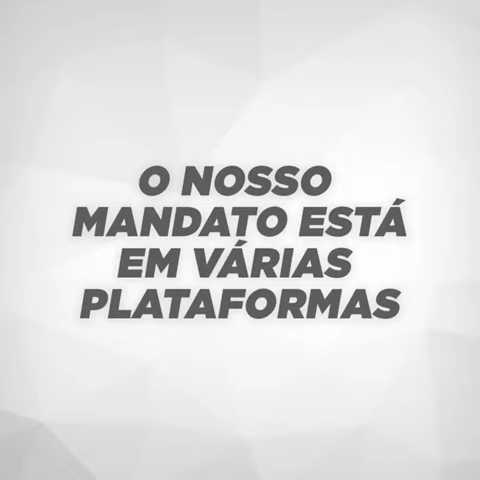 O NOSSO
MANDATO ESTÁ
EM VÁRIAS
PLATAFORMAS